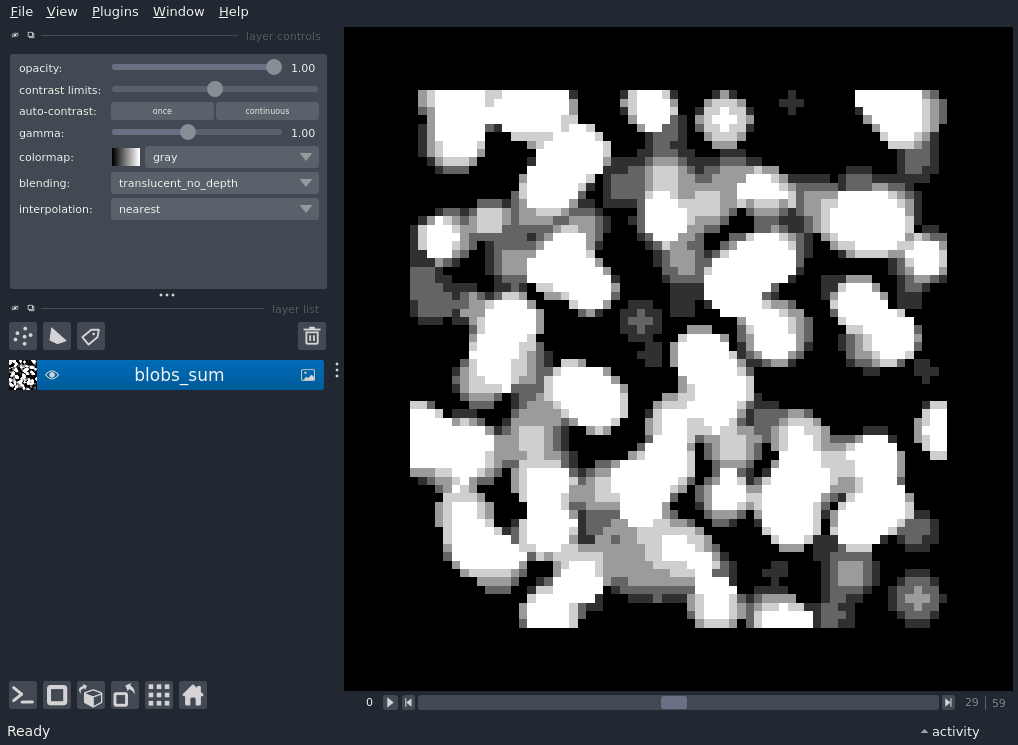 File View Plugins Window Help
layer controls
opacity: 1.00
contrast limits:
auto-contrast: once continuous
gamma: 1.00
colormap: gray
blending: translucent_no_depth
interpolation: nearest
layer list
blobs_sum
0 29 59
Ready activity